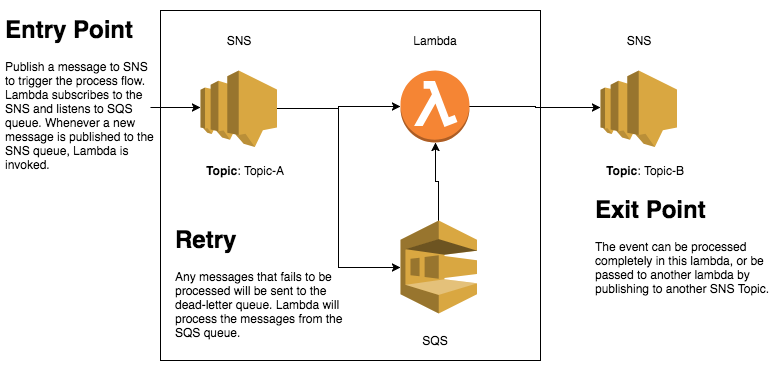 Entry Point
Publish a message to SNS
to trigger the process flow.
Lambda subscribes to the
SNS and listens to SQS
queue. Whenever a new
message is published to the
SNS queue, Lambda is
invoked.
SNS
Lambda
SNS
Topic: Topic-A
Topic: Topic-B
Retry
Any messages that fails to be
processed will be sent to the
dead-letter queue. Lambda will
process the messages from the
SQS queue.
SQS
Exit Point
The event can be processed
completely in this lambda, or be
passed to another lambda by
publishing to another SNS Topic.